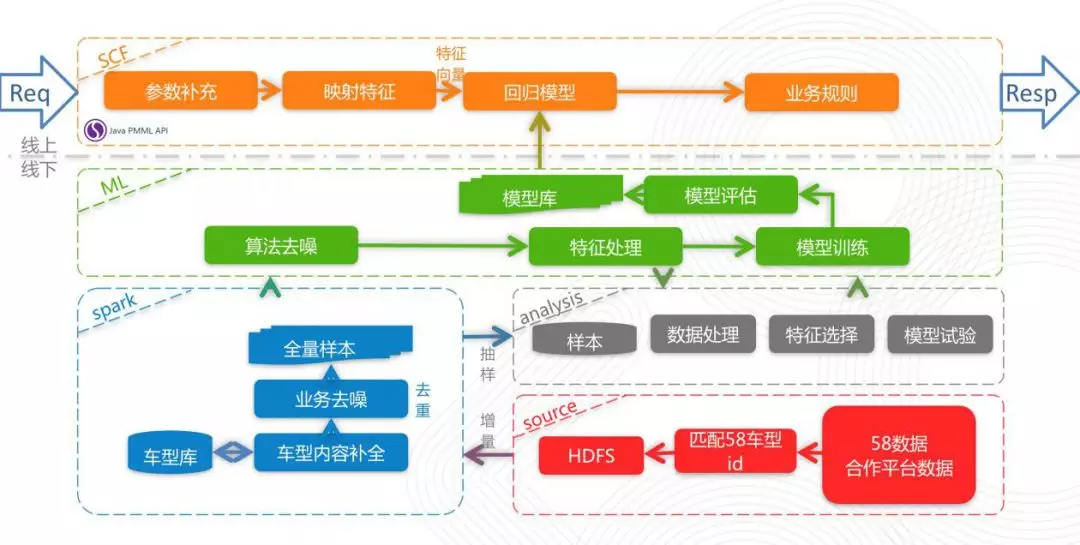 SCF
Req
参数补充
映射特征
特征
向量
回归模型
业务规则
Resp
Java PMML API
线上
线下
ML
模型库
模型评估
算法去噪
特征处理
模型训练
spark
全量样本
业务去噪
去
重
车型库
车型内容补全
抽
样
增
量
analysis
样本
数据处理
特征选择
模型试验
source
HDFS
匹配58车型
id
58数据
合作平台数据